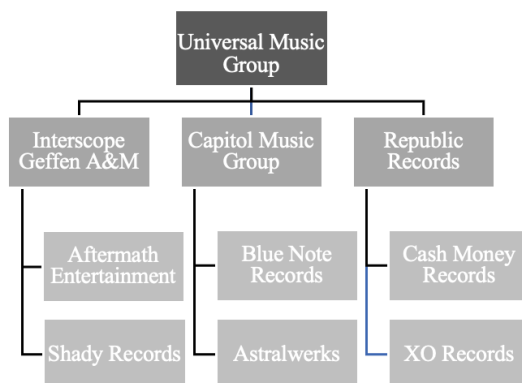 Universal Music
Group
Interscope
Geffen A&M
Capitol Music
Group
Republic
Records
Aftermath
Entertainment
Blue Note
Records
Cash Money
Records
Shady Records
Astralwerks
XO Records